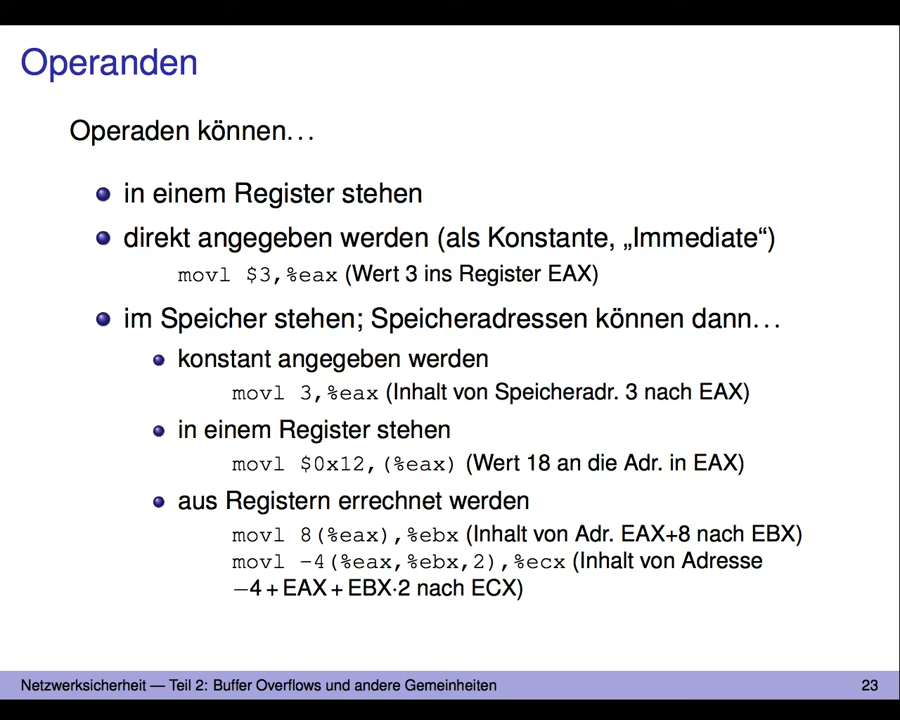 Operanden
Operaden können...
in einem Register stehen
direkt angegeben werden (als Konstante, „Immediate“)
movl $3,%eax (Wert 3 ins Register EAX)
im Speicher stehen; Speicheradressen können dann...
konstant angegeben werden
movl 3,%eax (Inhalt von Speicheradr. 3 nach EAX)
in einem Register stehen
movl $0x12,(%eax) (Wert 18 an die Adr. in EAX)
aus Registern errechnet werden
movl 8(%eax),%ebx (Inhalt von Adr. EAX+8 nach EBX)
movl -4(%eax,%ebx,2),%ecx (Inhalt von Adresse
−4+EAX+EBX·2 nach ECX)
Netzwerksicherheit — Teil 2: Buffer Overflows und andere Gemeinheiten 23